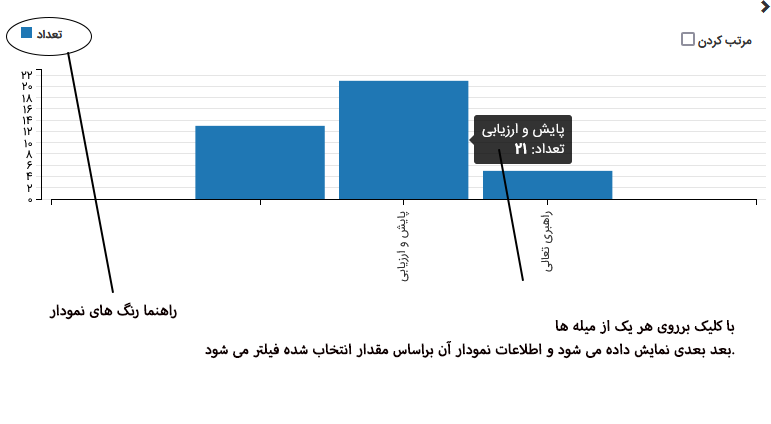 تعداد
مرتب کردن
۲۲
۲۰
۱۸
۱۶
۱۴
۱۲
۱۰
۸
۶
۴
۲
۰
پایش و ارزیابی
تعداد: ۲۱
پایش و ارزیابی
راهبری تعالی
راهنما رنگ های نمودار
با کلیک برروی هر یک از میله ها
.بعد بعدی نمایش داده می شود و اطلاعات نمودار آن براساس مقدار انتخاب شده فیلتر می شود